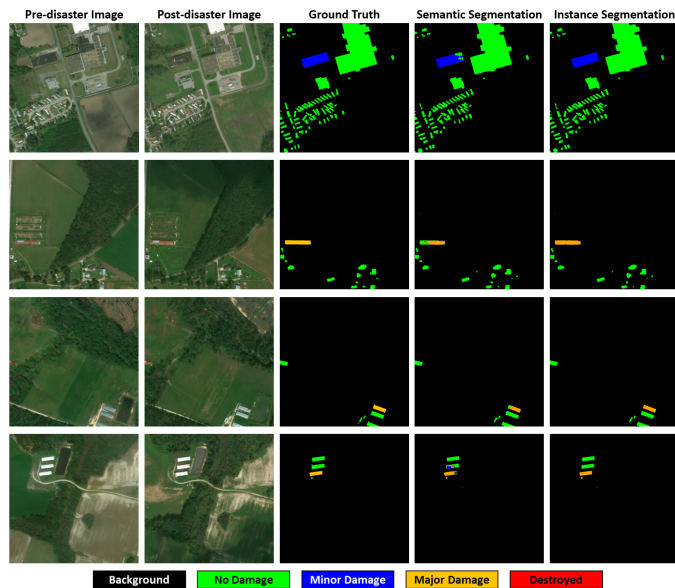 Pre-disaster Image Post-disaster Image Ground Truth Semantic Segmentation Instance Segmentation
Background No Damage Minor Damage Major Damage Destroyed